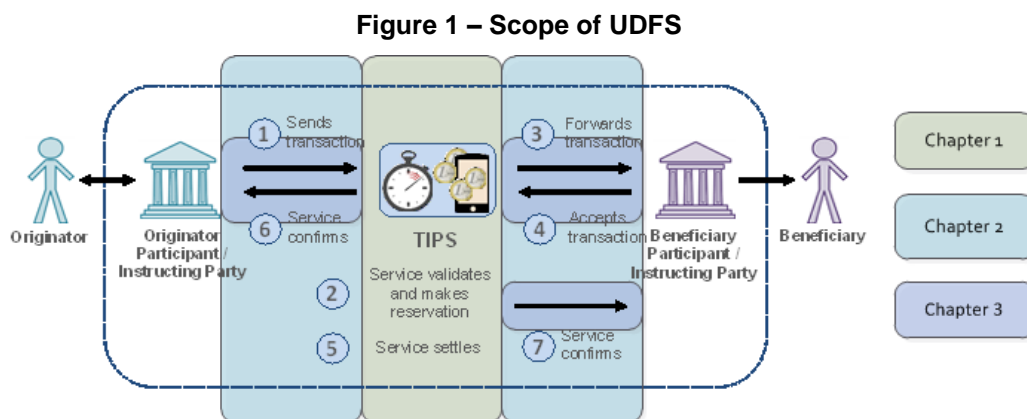 Figure 1 – Scope of UDFS
1
Sends
transaction
3
Forwards
transaction
6
Service
confirms
TIPS
4
Accepts
transaction
Originator
Originator
Participant /
Instructing Party
Beneficiary
Participant /
Instructing Party
Beneficiary
2
Service validates
and makes
reservation
5
Service settles
7
Service
confirms
Chapter 1
Chapter 2
Chapter 3